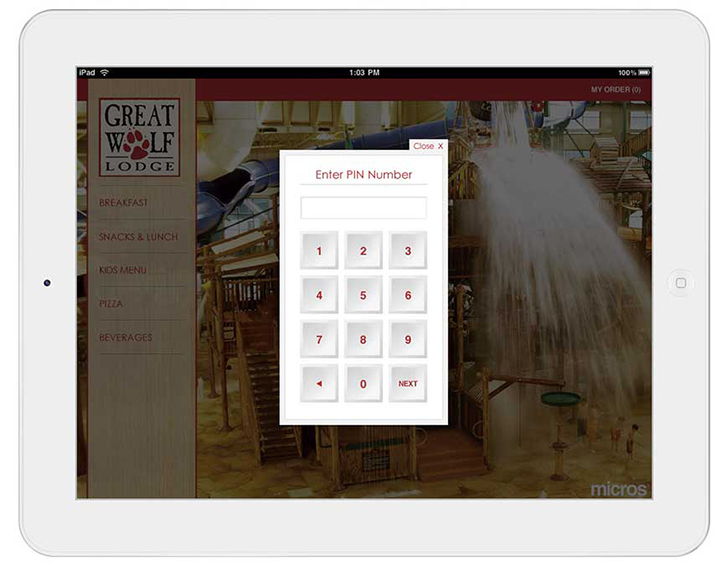 iPad
1:03 PM
100%
MY ORDER (0)
GREAT
WOLF
LODGE
BREAKFAST
SNACKS & LUNCH
KIDS MENU
PIZZA
BEVERAGES
Close X
Enter PIN Number
1 2 3
4 5 6
7 8 9
0 NEXT
micros